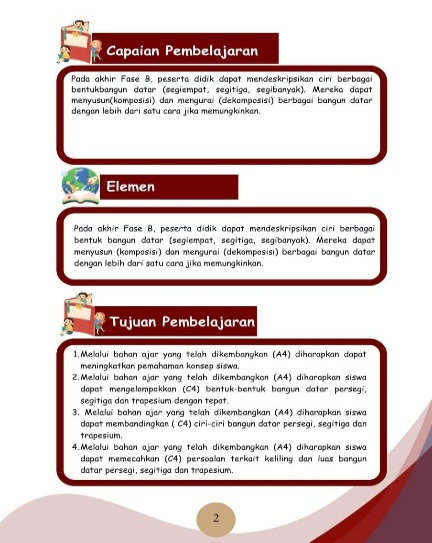 Capaian Pembelajaran
Pada akhir Fase B, peserta didik dapat mendeskripsikan ciri berbagai
bentukbangun datar (segiempat, segitiga, segibanyak). Mereka dapat
menyusun(komposisi) dan mengurai (dekomposisi) berbagai bangun datar
dengan lebih dari satu cara jika memungkinkan.
Elemen
Pada akhir Fase B, peserta didik dapat mendeskripsikan ciri berbagai
bentuk bangun datar (segiempat, segitiga, segibanyak). Mereka dapat
menyusun (komposisi) dan mengurai (dekomposisi) berbagai bangun datar
dengan lebih dari satu cara jika memungkinkan.
Tujuan Pembelajaran
1. Melalui bahan ajar yang telah dikembangkan (A4) diharapkan dapat
meningkatkan pemahaman konsep siswa.
2. Melalui bahan ajar yang telah dikembangkan (A4) diharapkan siswa
dapat mengelompokkan (C4) bentuk-bentuk bangun datar persegi,
segitiga dan trapesium dengan tepat.
3. Melalui bahan ajar yang telah dikembangkan (A4) diharapkan siswa
dapat membandingkan ( C4) ciri-ciri bangun datar persegi, segitiga dan
trapesium.
4. Melalui bahan ajar yang telah dikembangkan (A4) diharapkan siswa
dapat memecahkan (C4) persoalan terkait keliling dan luas bangun
datar persegi, segitiga dan trapesium.
2